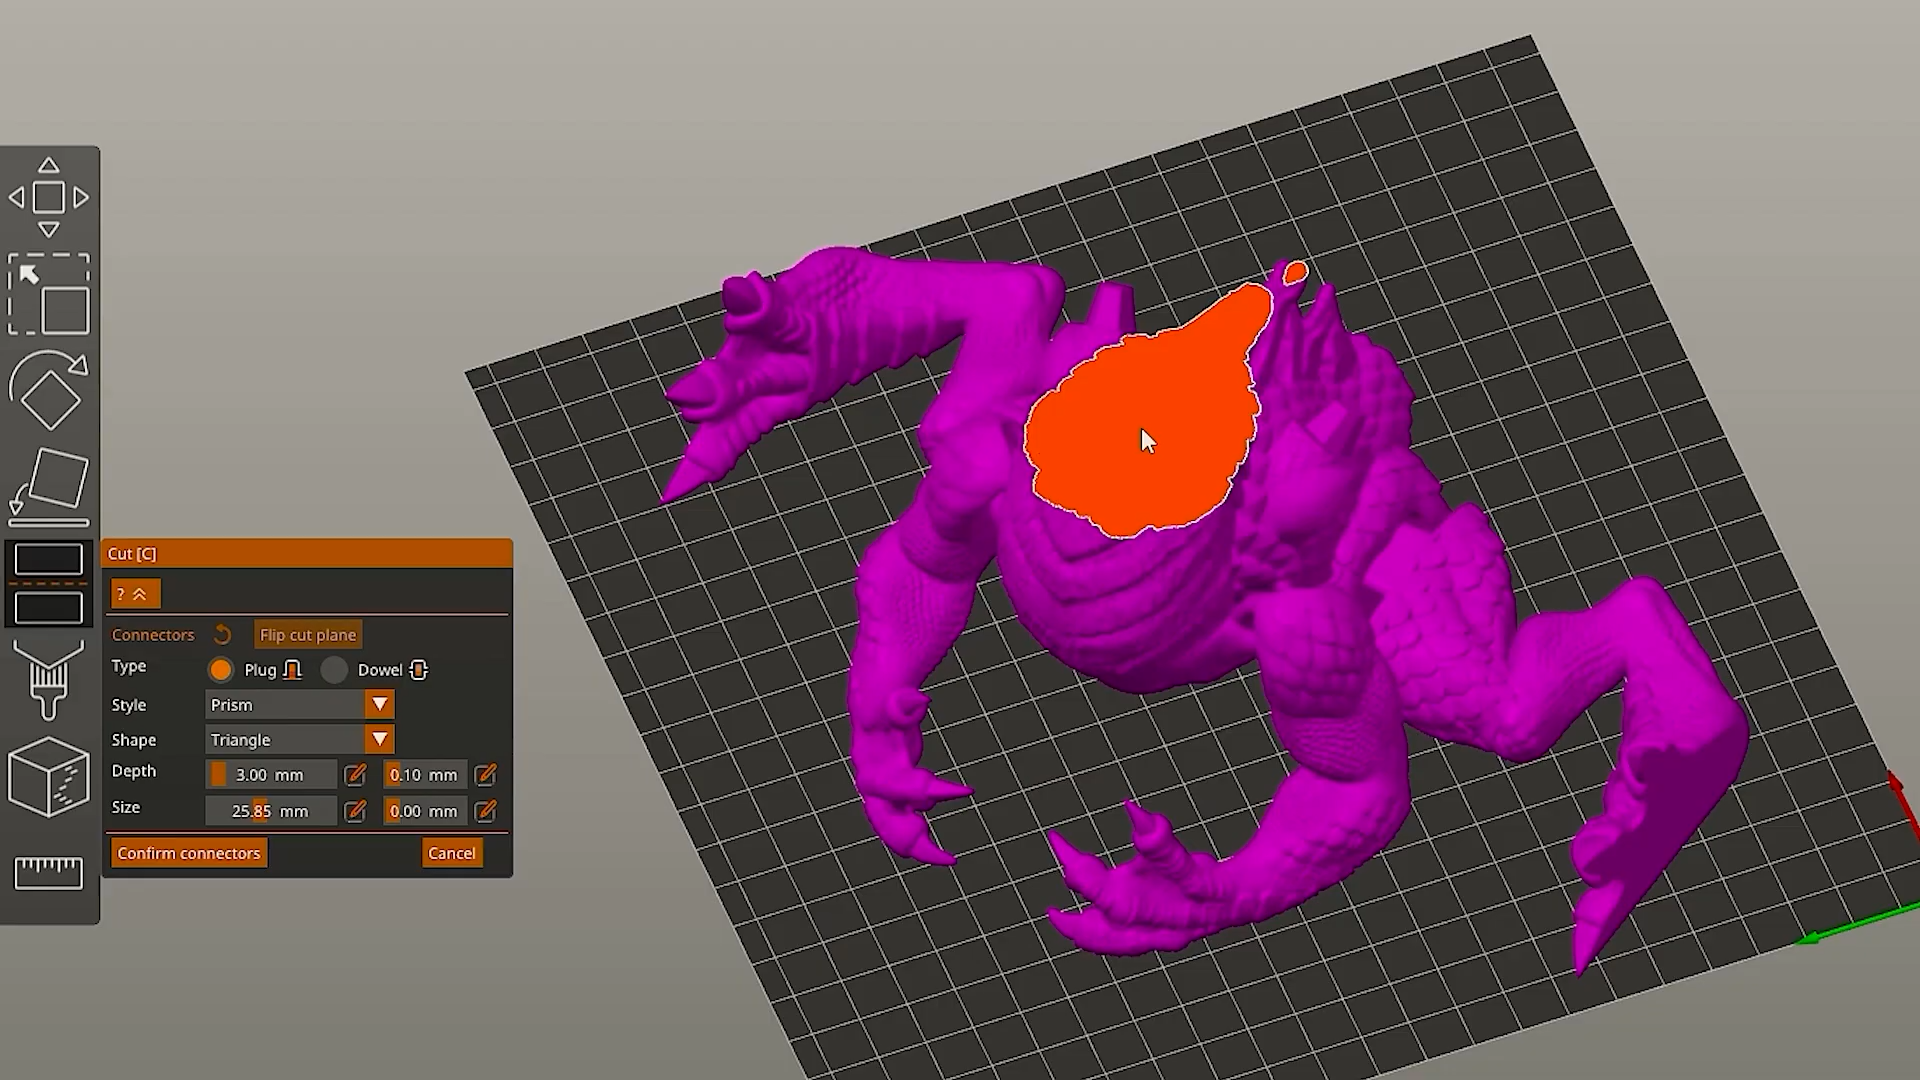 Cut [C]
?
Connectors Flip cut plane
Type Plug Dowel
Style Prism
Shape Triangle
Depth 3.00 mm 0.10 mm
Size 25.85 mm 0.00 mm
Confirm connectors Cancel